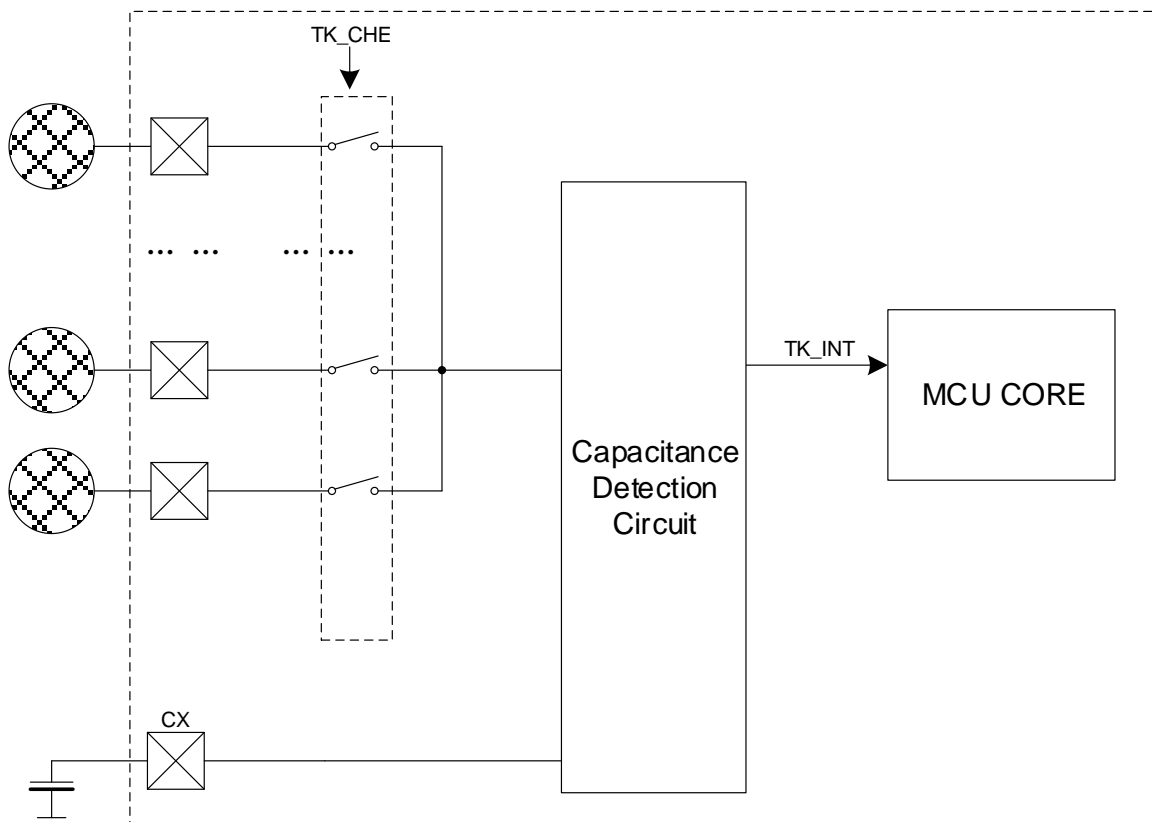 TK_CHE
... ... ... ...
TK_INT
MCU CORE
Capacitance
Detection
Circuit
CX